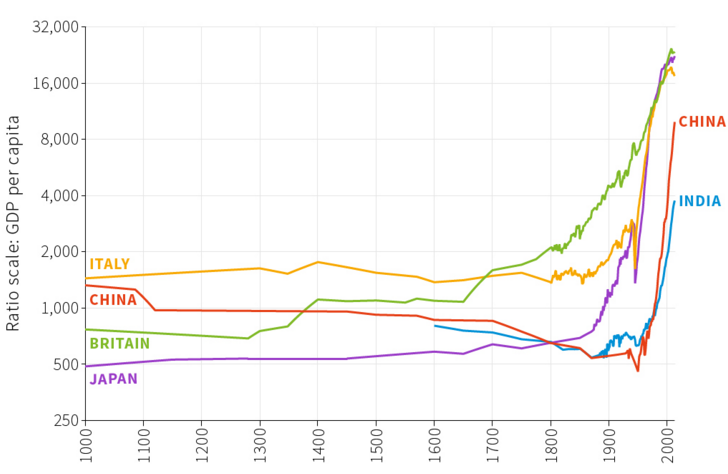 Ratio scale: GDP per capita
32,000
16,000
8,000
4,000
2,000
1,000
500
250
ITALY
CHINA
BRITAIN
JAPAN
CHINA
INDIA
1000
1100
1200
1300
1400
1500
1600
1700
1800
1900
2000